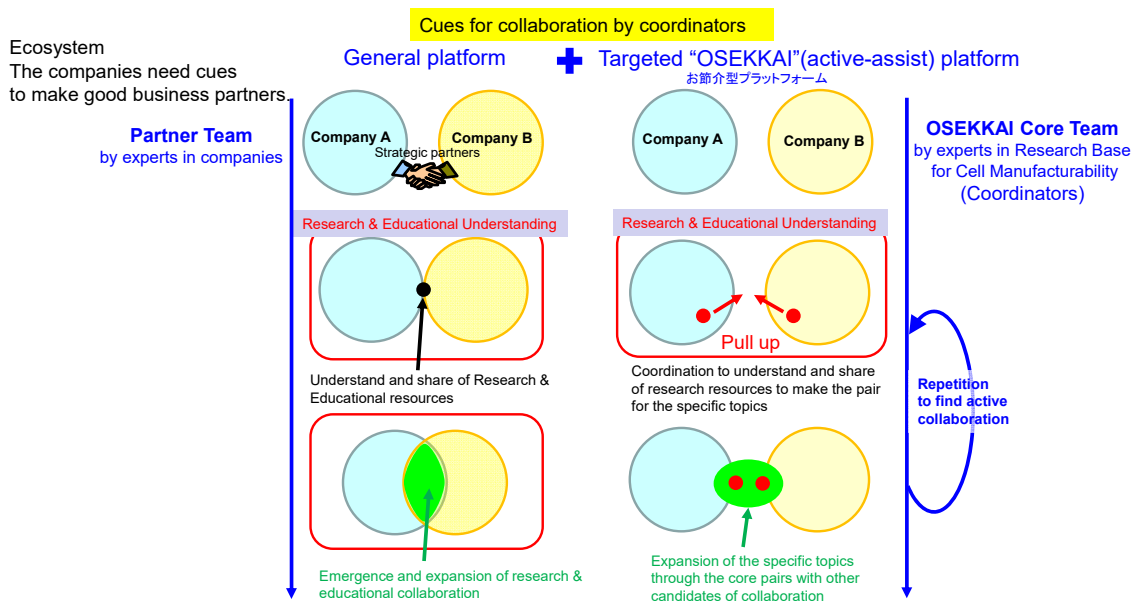 Cues for collaboration by coordinators
Ecosystem
The companies need cues
to make good business partners.
General platform
Targeted “OSEKKAI”(active-assist) platform
お節介型プラットフォーム
Partner Team
by experts in companies
Company A
Company B
Strategic partners
Company A
Company B
OSEKKAI Core Team
by experts in Research Base
for Cell Manufacturability
(Coordinators)
Research & Educational Understanding
Research & Educational Understanding
Pull up
Understand and share of Research &
Educational resources
Coordination to understand and share
of research resources to make the pair
for the specific topics
Repetition
to find active
collaboration
Emergence and expansion of research &
educational collaboration
Expansion of the specific topics
through the core pairs with other
candidates of collaboration